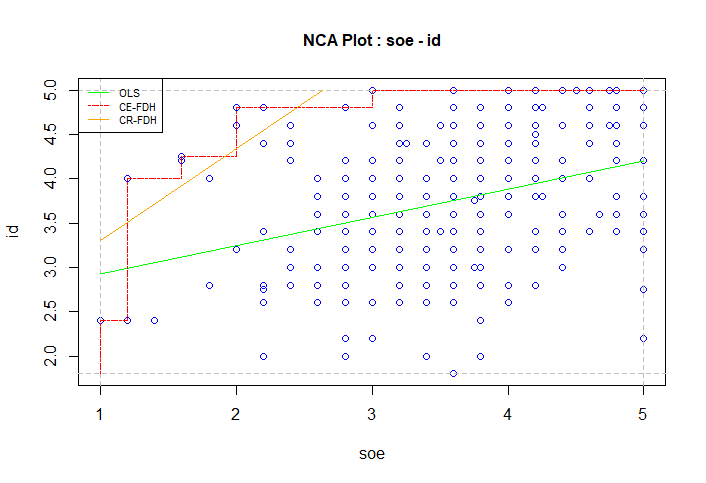 NCA Plot : soe - id
OLS
CE-FDH
CR-FDH
5.0
4.5
4.0
3.5
3.0
2.5
2.0
id
1 2 3 4 5
soe